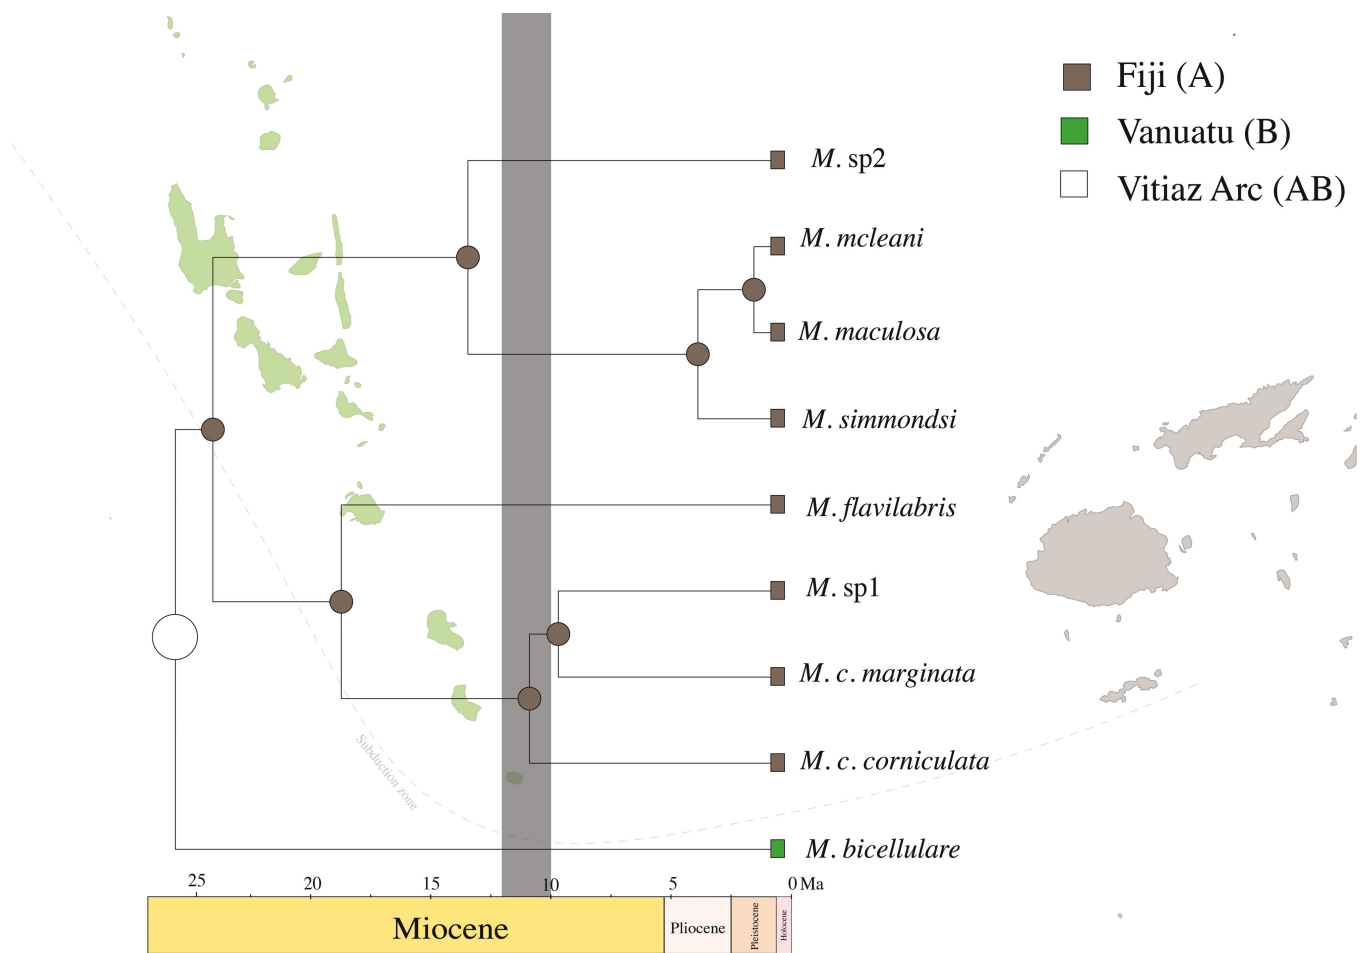 Fiji (A)
Vanuatu (B)
Vitiaz Arc (AB)
M. sp2
M. mcleani
M. maculosa
M. simmondsi
M. flavilabris
M. sp1
M. c. marginata
M. c. corniculata
M. bicellulare
Subduction zone
25 20 15 10 5 0 Ma
Miocene Pliocene Pleistocene Holocene